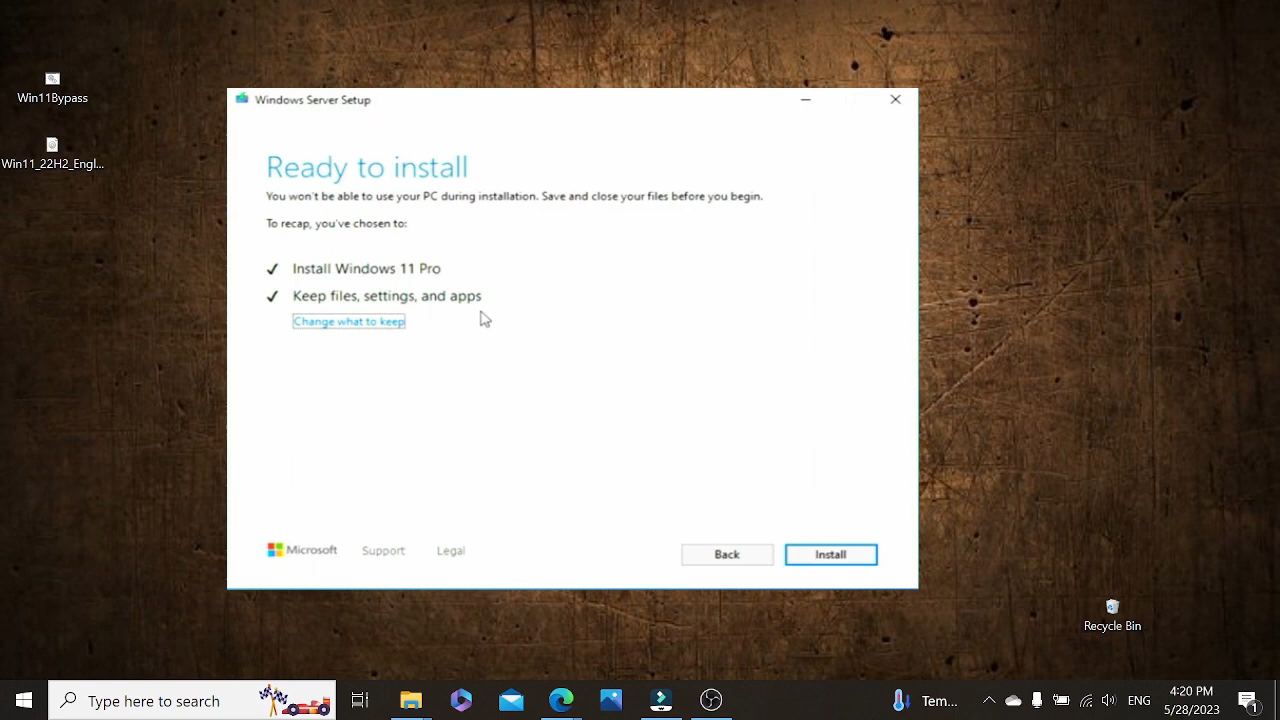 Win11Bypass
Win11_22H2_Engl...
Windows Server Setup
Ready to install
You won't be able to use your PC during installation. Save and close your files before you begin.
To recap, you've chosen to:
Install Windows 11 Pro
Keep files, settings, and apps
Change what to keep
Microsoft Support Legal
Back Install
Recycle Bin
Type here to search
Tem...
ENG
4:20 PM
5/28/2023